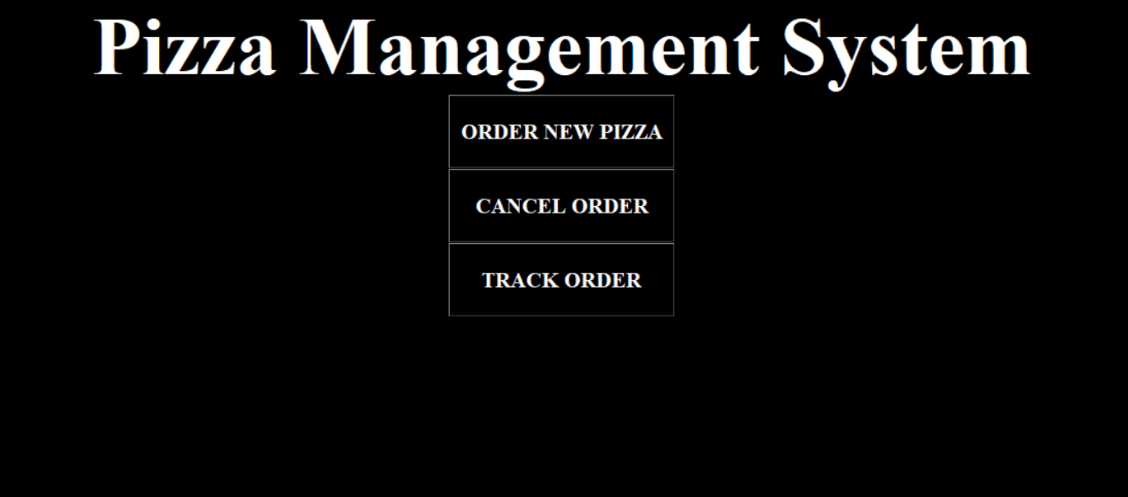 Pizza Management System
ORDER NEW PIZZA
CANCEL ORDER
TRACK ORDER